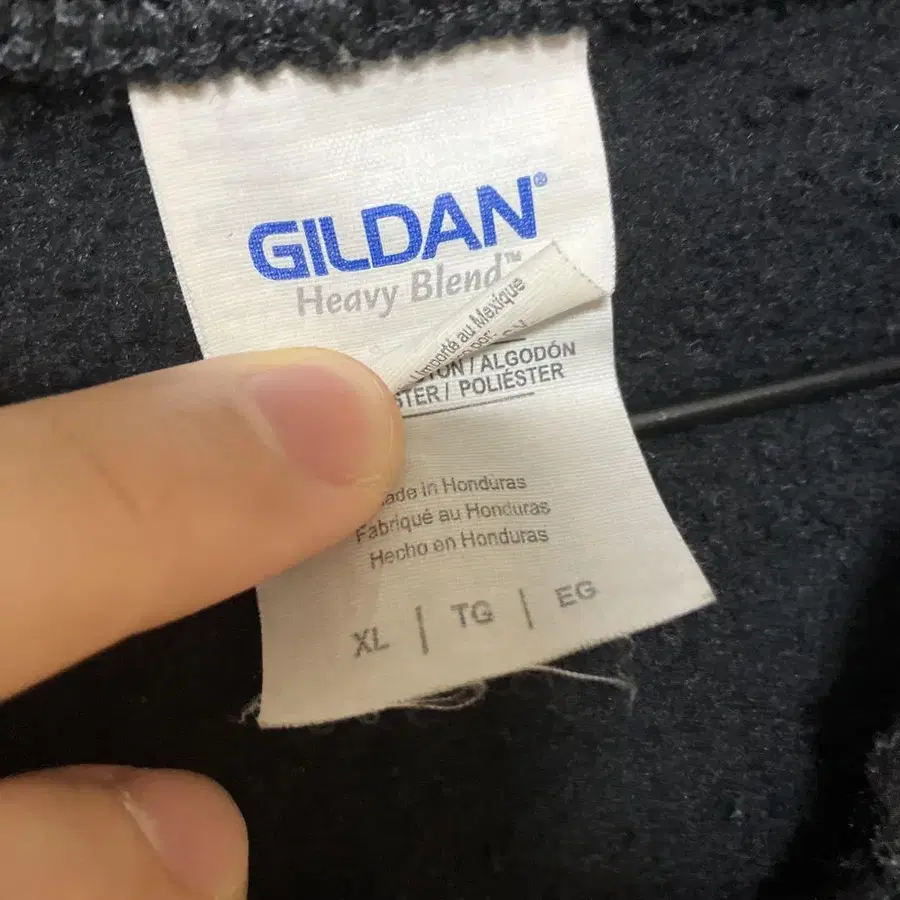 GILDAN®
Heavy Blend™
Importé au Mexique
TON / ALGODÓN
STER / POLIÉSTER
ade in Honduras
Fabriqué au Honduras
Hecho en Honduras
XL | TG | EG